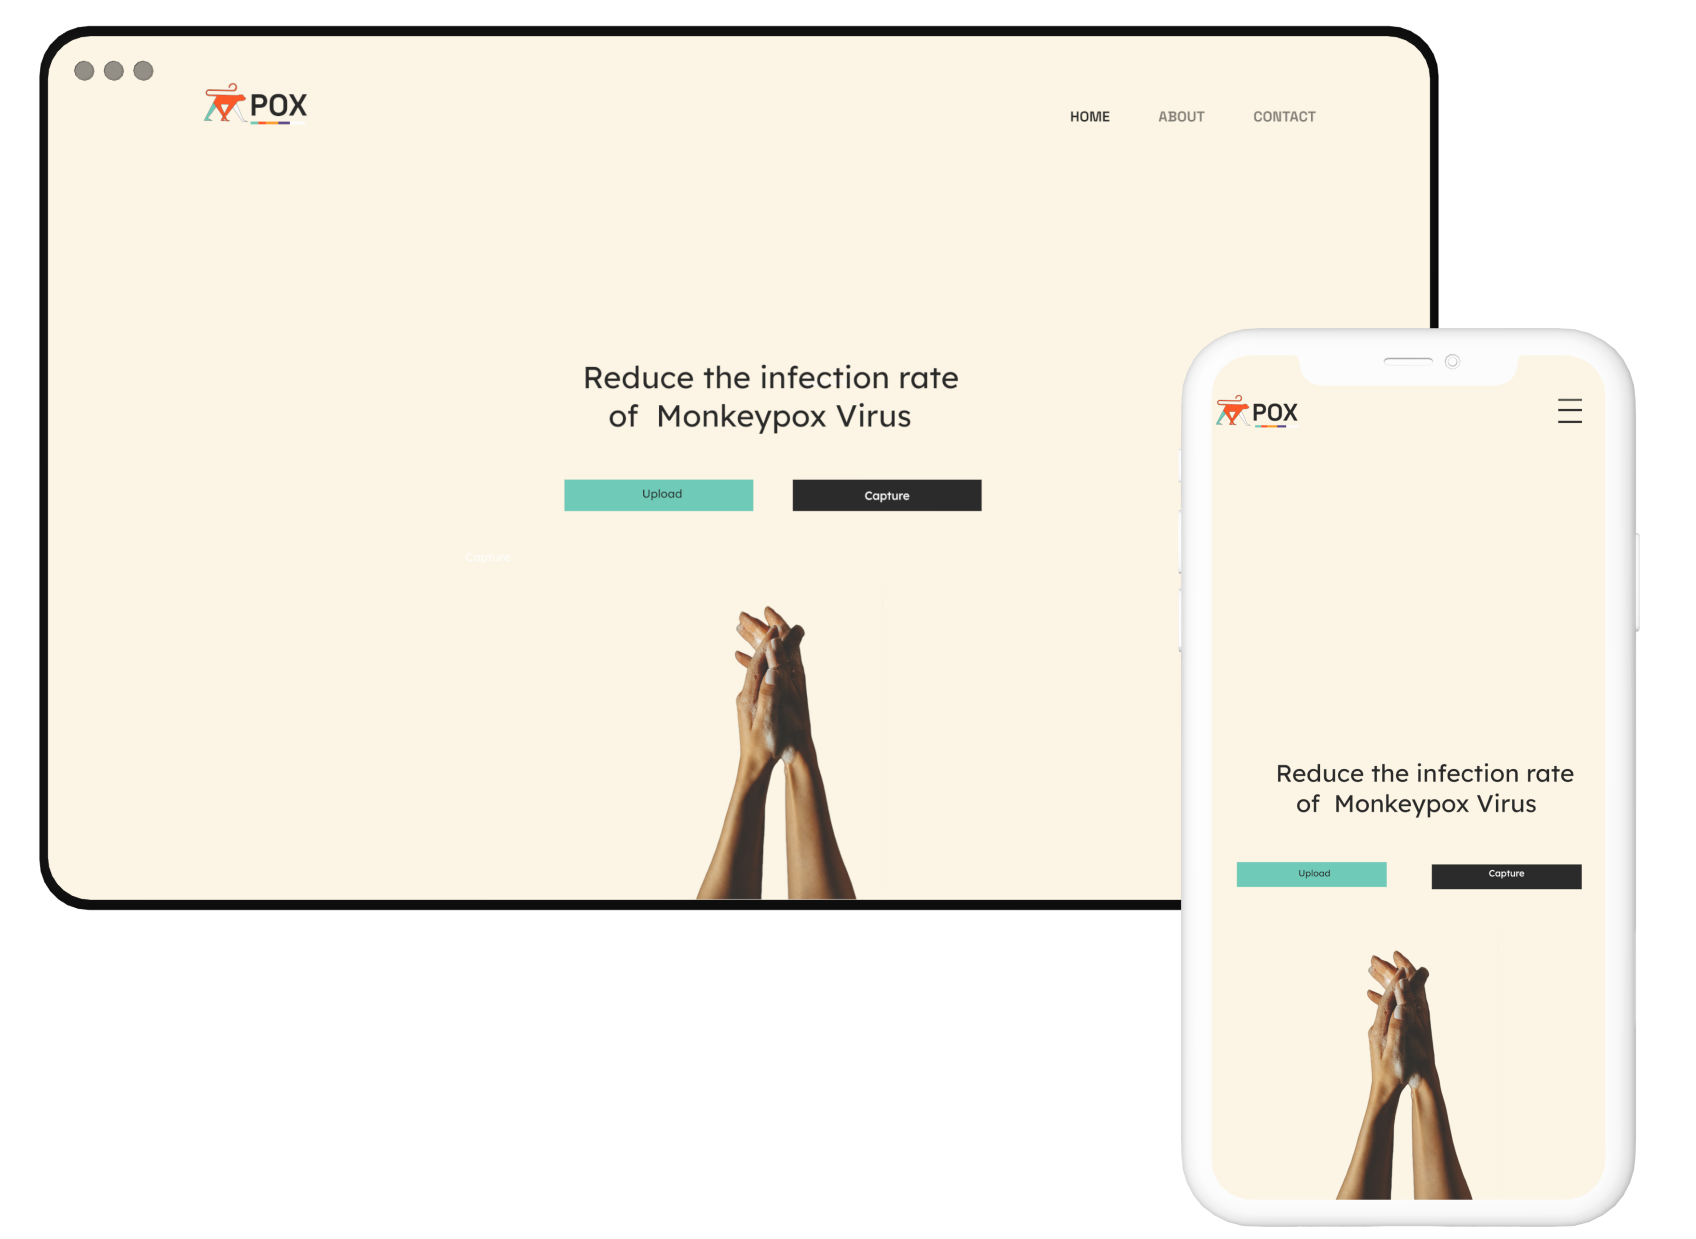 POX
HOME ABOUT CONTACT
Reduce the infection rate
of Monkeypox Virus
Upload Capture
Capture
POX
Reduce the infection rate
of Monkeypox Virus
Upload Capture